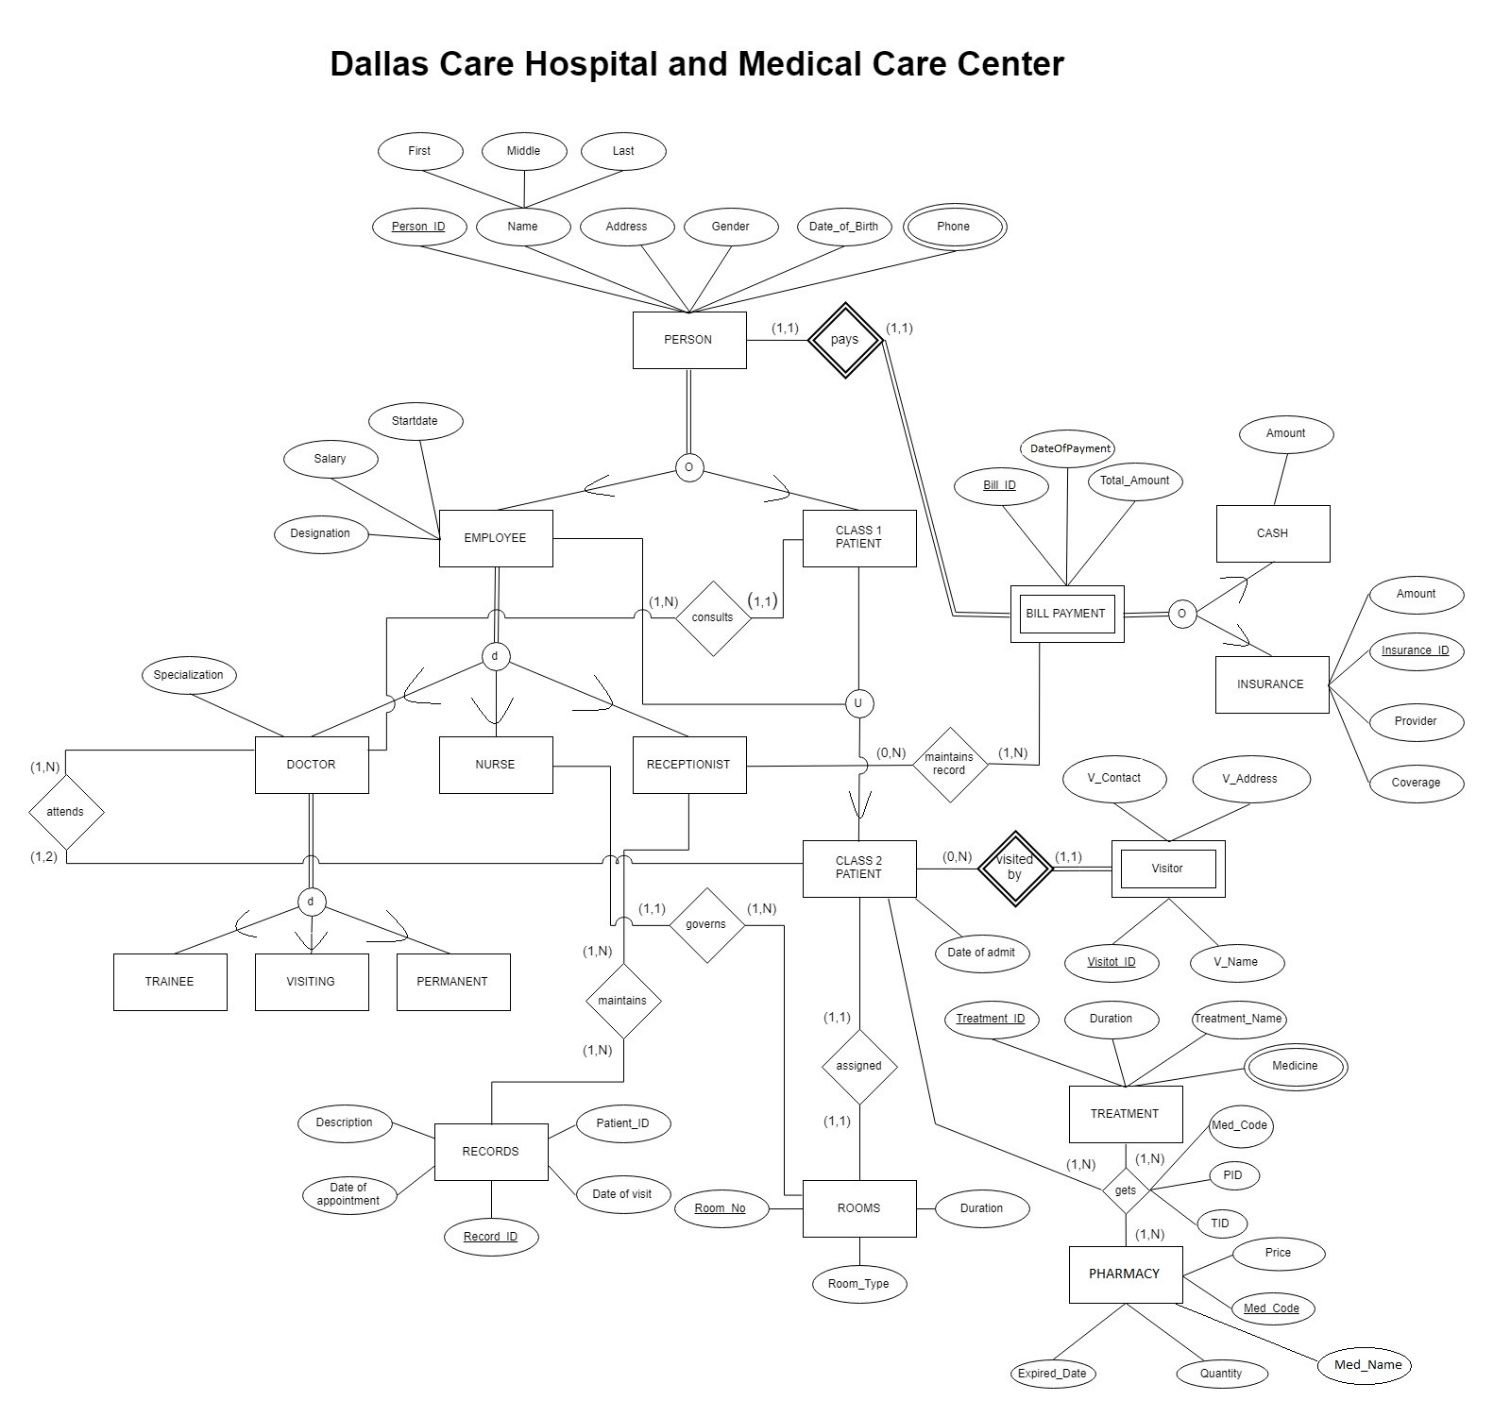 Dallas Care Hospital and Medical Care Center
First
Middle
Last
Person_ID
Name
Address
Gender
Date_of_Birth
Phone
PERSON
(1,1)
pays
(1,1)
Startdate
Salary
Designation
O
EMPLOYEE
CLASS 1
PATIENT
DateOfPayment
Bill_ID
Total_Amount
Amount
CASH
(1,N)
consults
(1,1)
BILL PAYMENT
O
Amount
Insurance_ID
INSURANCE
Provider
Coverage
d
Specialization
U
DOCTOR
NURSE
RECEPTIONIST
(0,N)
maintains
record
(1,N)
V_Contact
V_Address
(1,N)
attends
(1,2)
CLASS 2
PATIENT
(0,N)
visited
by
(1,1)
Visitor
d
(1,1)
governs
(1,N)
Date of admit
Visitot_ID
V_Name
TRAINEE
VISITING
PERMANENT
(1,N)
maintains
(1,N)
(1,1)
assigned
(1,1)
Treatment_ID
Duration
Treatment_Name
Medicine
TREATMENT
Description
Patient_ID
RECORDS
Date of
appointment
Date of visit
Record_ID
Room_No
ROOMS
Duration
Room_Type
(1,N)
(1,N)
gets
Med_Code
PID
TID
(1,N)
PHARMACY
Price
Med_Code
Expired_Date
Quantity
Med_Name